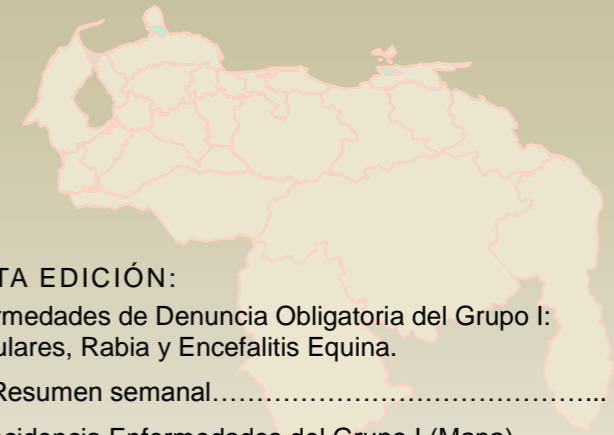 TA EDICIÓN:
rmedades de Denuncia Obligatoria del Grupo I:
ulares, Rabia y Encefalitis Equina.
Resumen semanal……………………………………...
cidencia Enfermedades del Grupo I (Mapa)